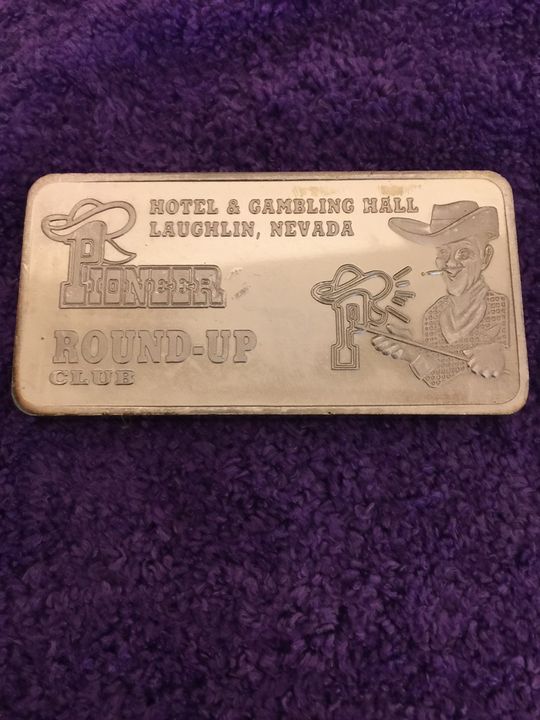 HOTEL & GAMBLING HALL
LAUGHLIN, NEVADA
PIONEER
ROUND-UP
CLUB
P